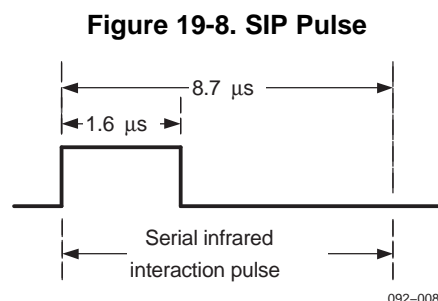 Figure 19-8. SIP Pulse
8.7 μs
1.6 μs
Serial infrared
interaction pulse
092–008